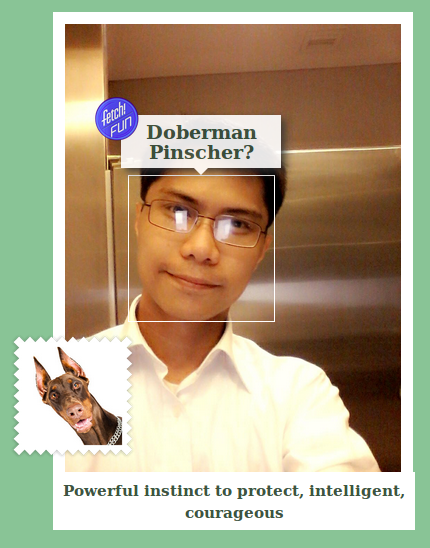 fetch!
FUN
Doberman
Pinscher?
Powerful instinct to protect, intelligent,
courageous